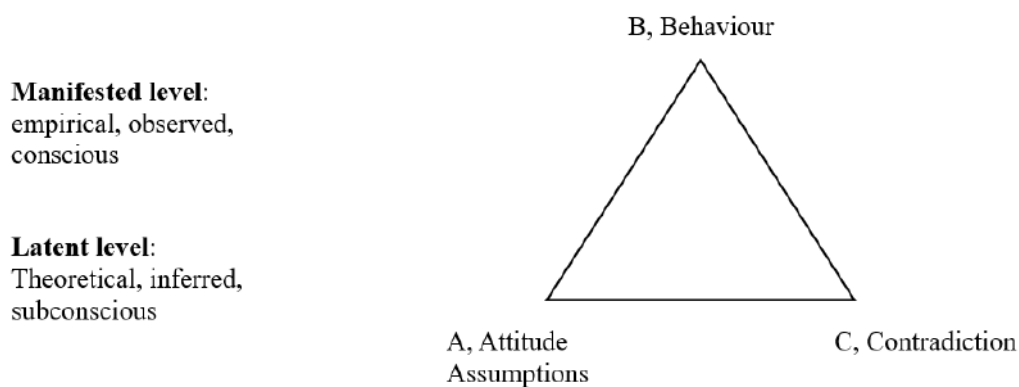 B, Behaviour
Manifested level:
empirical, observed,
conscious
Latent level:
Theoretical, inferred,
subconscious
A, Attitude
Assumptions
C, Contradiction